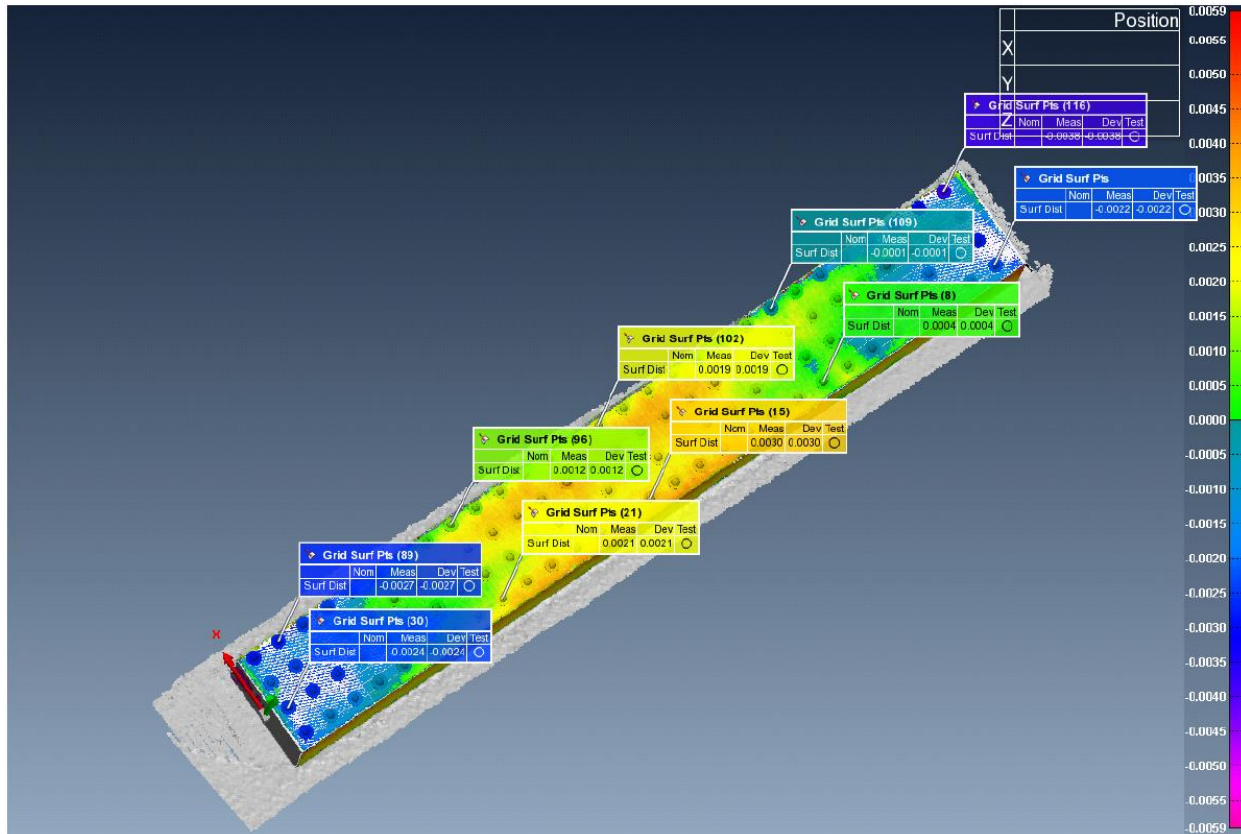 Position
X
Y
Z
Grid Surf Pts (116)
Nom Meas Dev Test
Surf Dist -0.0038 -0.0038
Grid Surf Pts
Nom Meas Dev Test
Surf Dist -0.0022 -0.0022
Grid Surf Pts (109)
Nom Meas Dev Test
Surf Dist -0.0001 -0.0001
Grid Surf Pts (8)
Nom Meas Dev Test
Surf Dist 0.0004 0.0004
Grid Surf Pts (102)
Nom Meas Dev Test
Surf Dist 0.0019 0.0019
Grid Surf Pts (15)
Nom Meas Dev Test
Surf Dist 0.0030 0.0030
Grid Surf Pts (96)
Nom Meas Dev Test
Surf Dist 0.0012 0.0012
Grid Surf Pts (21)
Nom Meas Dev Test
Surf Dist 0.0021 0.0021
Grid Surf Pts (89)
Nom Meas Dev Test
Surf Dist -0.0027 -0.0027
Grid Surf Pts (30)
Nom Meas Dev Test
Surf Dist -0.0024 -0.0024
X
0.0059
0.0055
0.0050
0.0045
0.0040
0.0035
0.0030
0.0025
0.0020
0.0015
0.0010
0.0005
0.0000
-0.0005
-0.0010
-0.0015
-0.0020
-0.0025
-0.0030
-0.0035
-0.0040
-0.0045
-0.0050
-0.0055
-0.0059